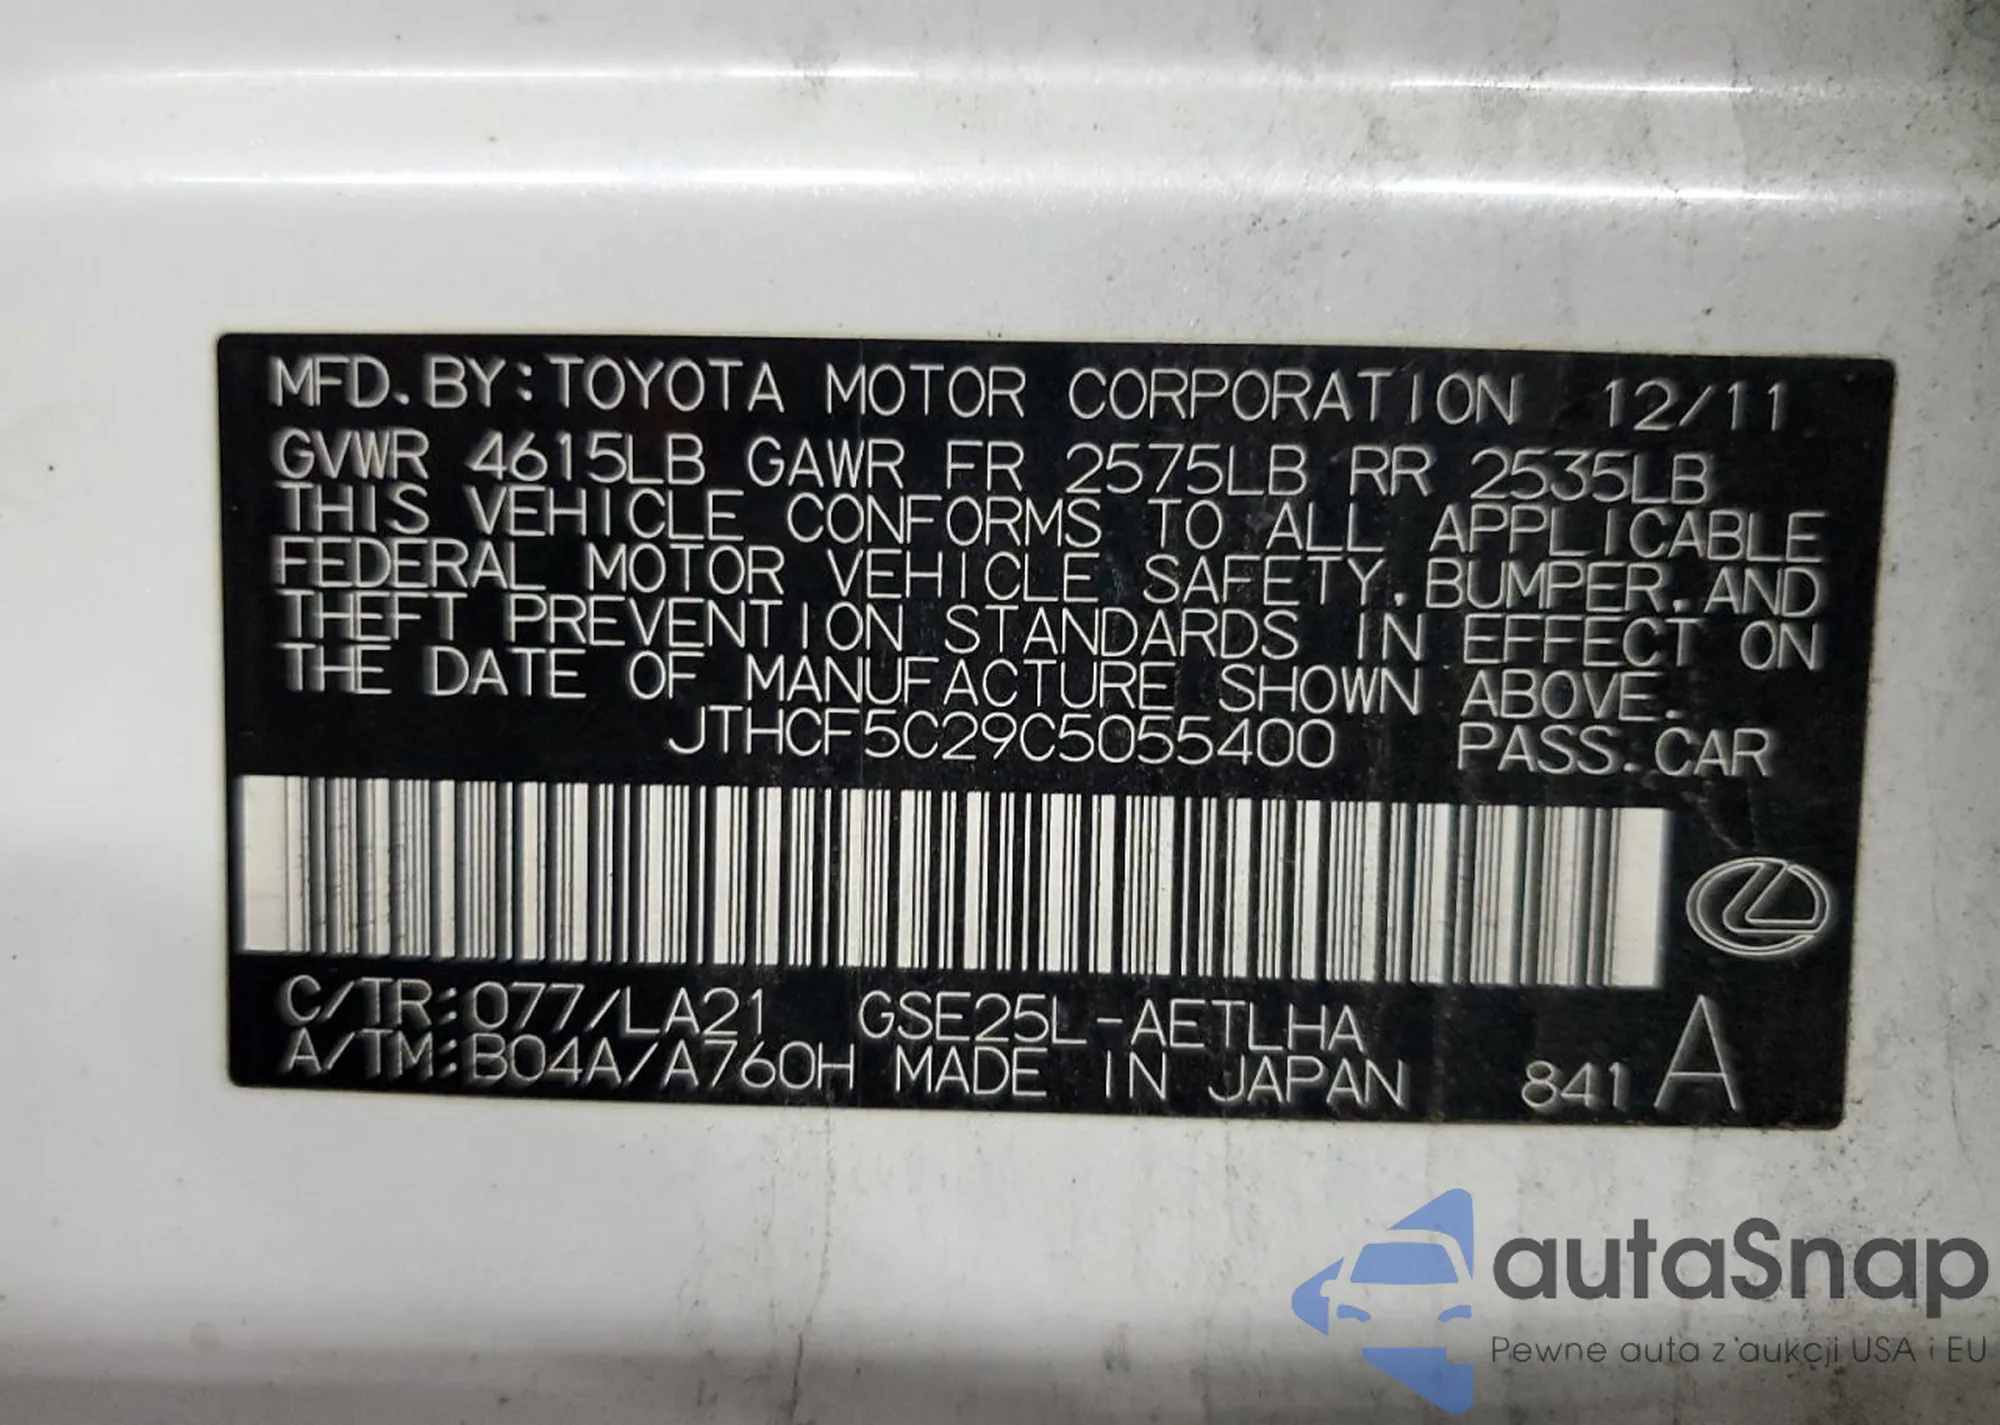 MFD. BY: TOYOTA MOTOR CORPORATION 12/11
GVWR 4615LB GAWR FR 2575LB RR 2535LB
THIS VEHICLE CONFORMS TO ALL APPLICABLE
FEDERAL MOTOR VEHICLE SAFETY, BUMPER, AND
THEFT PREVENTION STANDARDS IN EFFECT ON
THE DATE OF MANUFACTURE SHOWN ABOVE.
JTHCF5C29C5055400 PASS. CAR
C/TR: 077/LA21 GSE25L-AETLHA
A/TM: B04A/A760H MADE IN JAPAN 841 A
autaSnap
Pewne auta z aukcji USA i EU